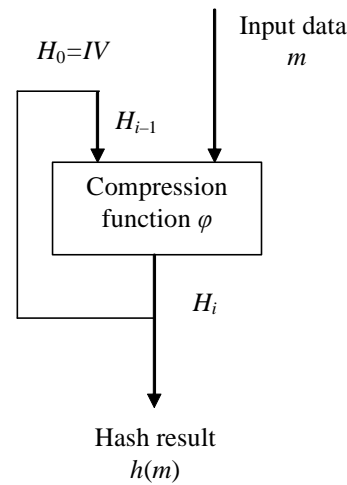 Input data
m
H₀=IV
Hᵢ₋₁
Compression
function φ
Hᵢ
Hash result
h(m)